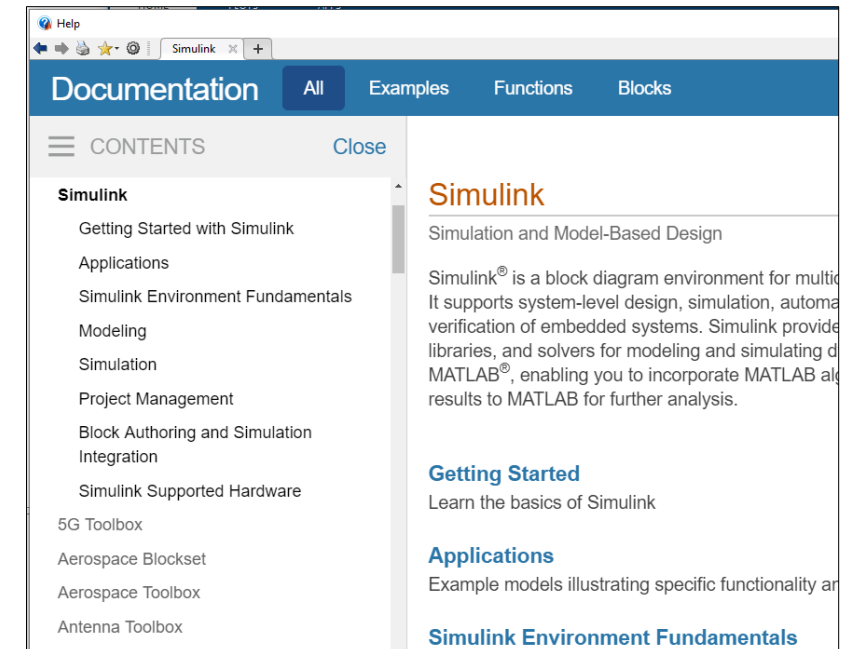 Help
Simulink
Documentation All Examples Functions Blocks
CONTENTS Close
Simulink
Getting Started with Simulink
Applications
Simulink Environment Fundamentals
Modeling
Simulation
Project Management
Block Authoring and Simulation
Integration
Simulink Supported Hardware
5G Toolbox
Aerospace Blockset
Aerospace Toolbox
Antenna Toolbox
Simulink
Simulation and Model-Based Design
Simulink® is a block diagram environment for
It supports system-level design, simulation,
verification of embedded systems. Simulink
libraries, and solvers for modeling and simulating
MATLAB®, enabling you to incorporate MATLAB
results to MATLAB for further analysis.
Getting Started
Learn the basics of Simulink
Applications
Example models illustrating specific functionality
Simulink Environment Fundamentals